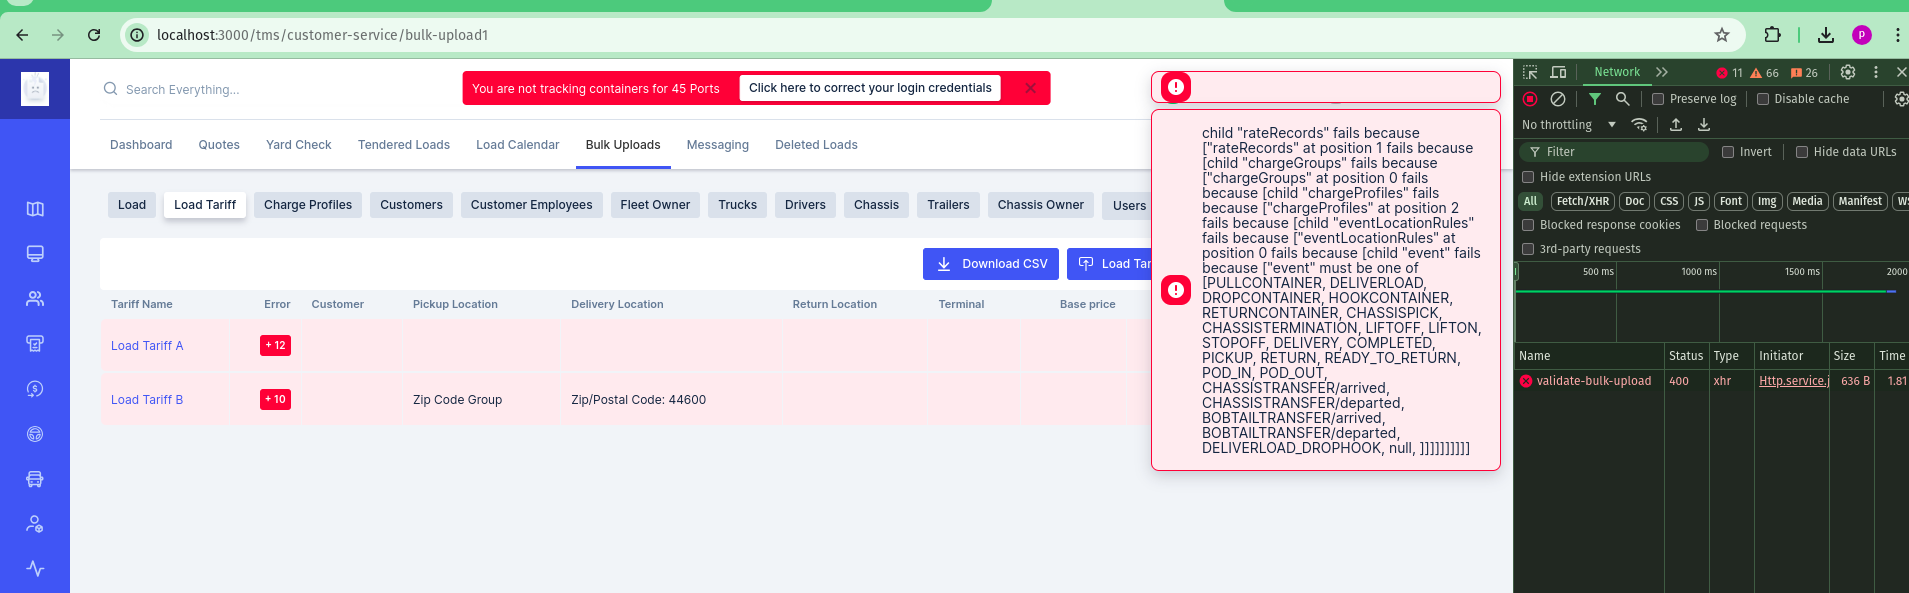 localhost:3000/tms/customer-service/bulk-upload1
P
Search Everything...
You are not tracking containers for 45 Ports
Click here to correct your login credentials
Dashboard
Quotes
Yard Check
Tendered Loads
Load Calendar
Bulk Uploads
Messaging
Deleted Loads
Load
Load Tariff
Charge Profiles
Customers
Customer Employees
Fleet Owner
Trucks
Drivers
Chassis
Trailers
Chassis Owner
Users
Download CSV
Load Tar
Tariff Name
Error
Customer
Pickup Location
Delivery Location
Return Location
Terminal
Base price
Load Tariff A
+ 12
Load Tariff B
+ 10
Zip Code Group
Zip/Postal Code: 44600
child "rateRecords" fails because
["rateRecords" at position 1 fails because
[child "chargeGroups" fails because
["chargeGroups" at position 0 fails
because [child "chargeProfiles" fails
because ["chargeProfiles" at position 2
fails because [child "eventLocationRules"
fails because ["eventLocationRules" at
position 0 fails because [child "event" fails
because ["event" must be one of
[PULLCONTAINER, DELIVERLOAD,
DROPCONTAINER, HOOKCONTAINER,
RETURNCONTAINER, CHASSISPICK,
CHASSISTERMINATION, LIFTOFF, LIFTON,
STOPOFF, DELIVERY, COMPLETED,
PICKUP, RETURN, READY_TO_RETURN,
POD_IN, POD_OUT,
CHASSISTRANSFER/arrived,
CHASSISTRANSFER/departed,
BOBTAILTRANSFER/arrived,
BOBTAILTRANSFER/departed,
DELIVERLOAD_DROPHOOK, null, ]]]]]]]]]]
Network
11
66
26
Preserve log
Disable cache
No throttling
Filter
Invert
Hide data URLs
Hide extension URLs
All
Fetch/XHR
Doc
CSS
JS
Font
Img
Media
Manifest
WS
Blocked response cookies
Blocked requests
3rd-party requests
500 ms
1000 ms
1500 ms
2000
Name
Status
Type
Initiator
Size
Time
validate-bulk-upload
400
xhr
Http.service.j
636 B
1.81